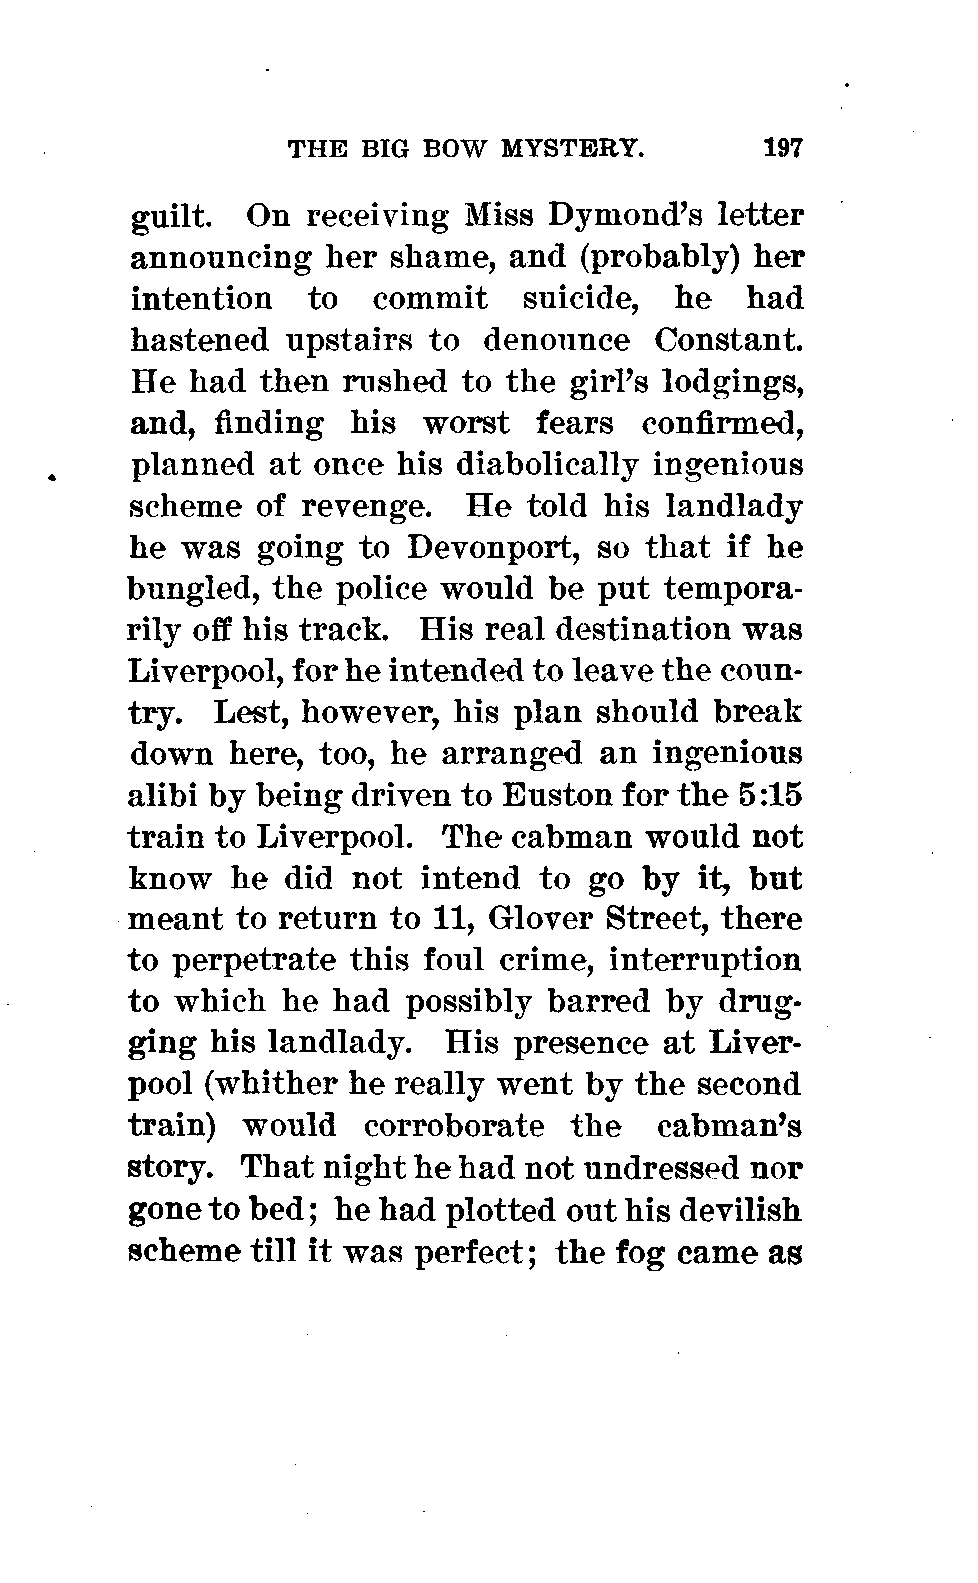 THE BIG BOW MYSTERY. 197
guilt. On receiving Miss Dymond's letter
announcing her shame, and (probably) her
intention to commit suicide, he had
hastened upstairs to denounce Constant.
He had then rushed to the girl's lodgings,
and, finding his worst fears confirmed,
planned at once his diabolically ingenious
scheme of revenge. He told his landlady
he was going to Devonport, so that if he
bungled, the police would be put tempora-
rily off his track. His real destination was
Liverpool, for he intended to leave the coun-
try. Lest, however, his plan should break
down here, too, he arranged an ingenious
alibi by being driven to Euston for the 5:15
train to Liverpool. The cabman would not
know he did not intend to go by it, but
meant to return to 11, Glover Street, there
to perpetrate this foul crime, interruption
to which he had possibly barred by drug-
ging his landlady. His presence at Liver-
pool (whither he really went by the second
train) would corroborate the cabman's
story. That night he had not undressed nor
gone to bed; he had plotted out his devilish
scheme till it was perfect; the fog came as